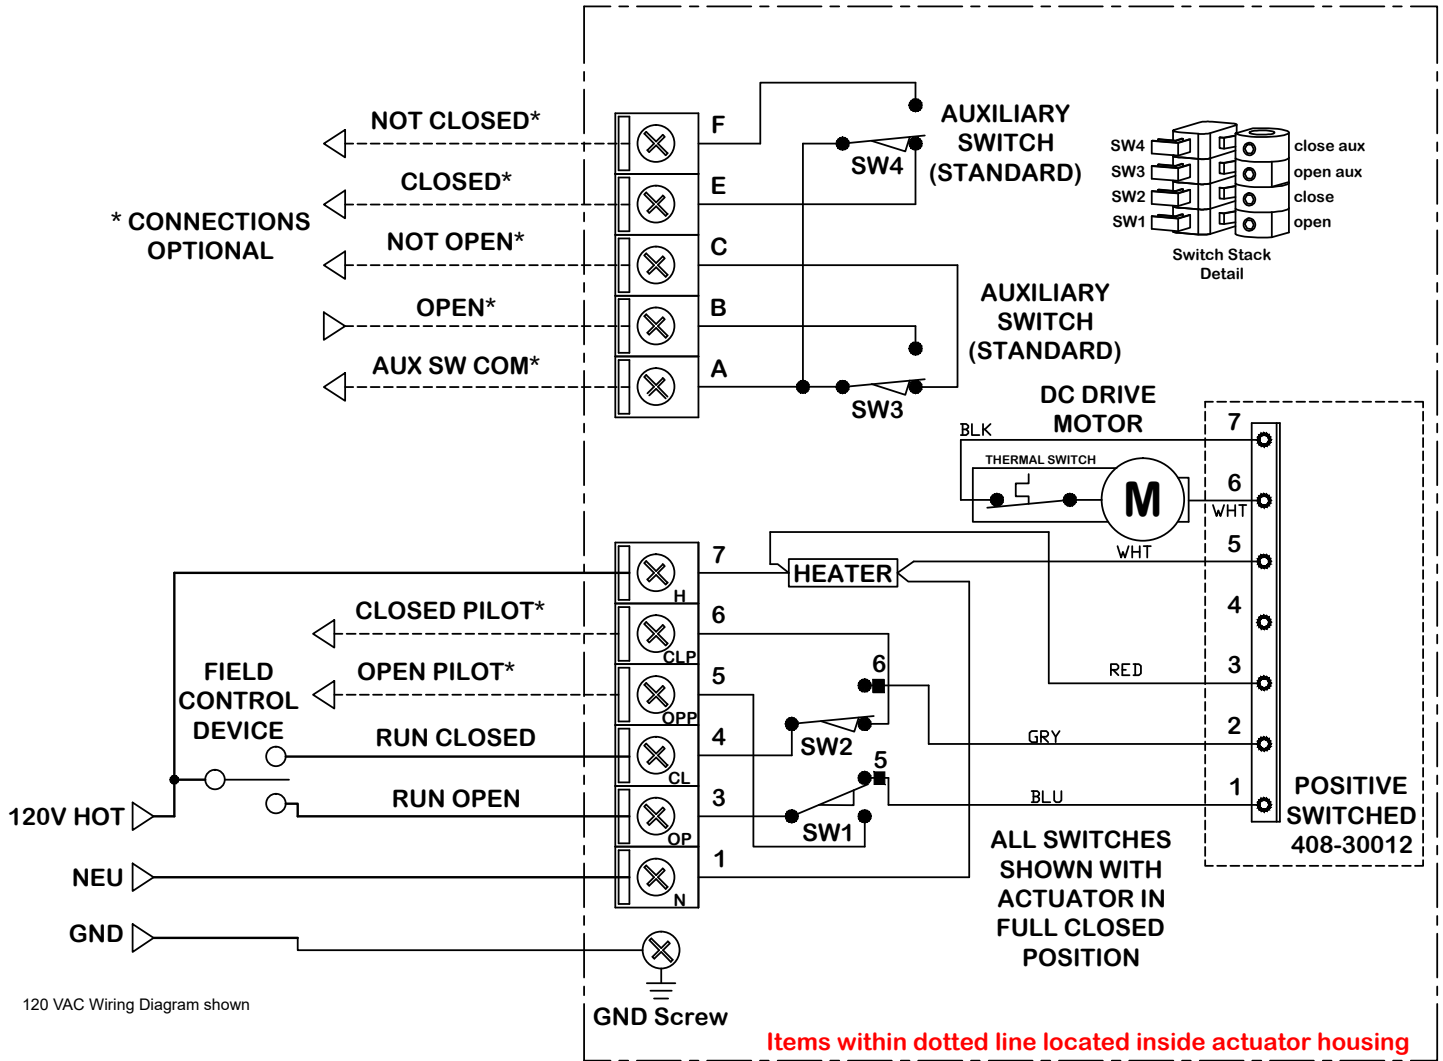 NOT CLOSED*
CLOSED*
NOT OPEN*
OPEN*
AUX SW COM*
* CONNECTIONS
OPTIONAL
F
E
C
B
A
SW4
AUXILIARY
SWITCH
(STANDARD)
SW3
AUXILIARY
SWITCH
(STANDARD)
SW4
SW3
SW2
SW1
close aux
open aux
close
open
Switch Stack
Detail
DC DRIVE
MOTOR
BLK
THERMAL SWITCH
M
WHT
WHT
HEATER
RED
GRY
BLU
7
6
5
4
3
2
1
POSITIVE
SWITCHED
408-30012
7
H
6
CLP
5
OPP
4
CL
3
OP
1
N
CLOSED PILOT*
OPEN PILOT*
FIELD
CONTROL
DEVICE
RUN CLOSED
RUN OPEN
6
SW2
5
SW1
120V HOT
NEU
GND
ALL SWITCHES
SHOWN WITH
ACTUATOR IN
FULL CLOSED
POSITION
GND Screw
120 VAC Wiring Diagram shown
Items within dotted line located inside actuator housing